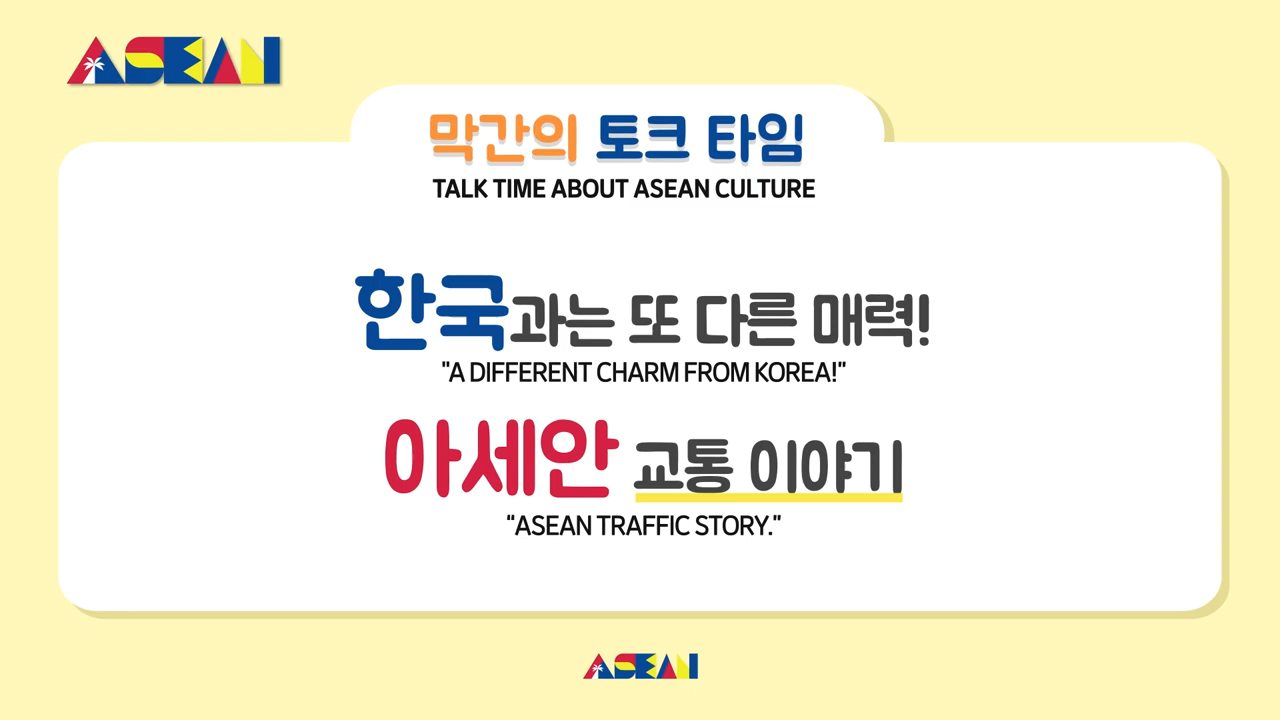 ASEAN
막간의 토크 타임
TALK TIME ABOUT ASEAN CULTURE
한국과는 또 다른 매력!
"A DIFFERENT CHARM FROM KOREA!"
아세안 교통 이야기
"ASEAN TRAFFIC STORY."
ASEAN